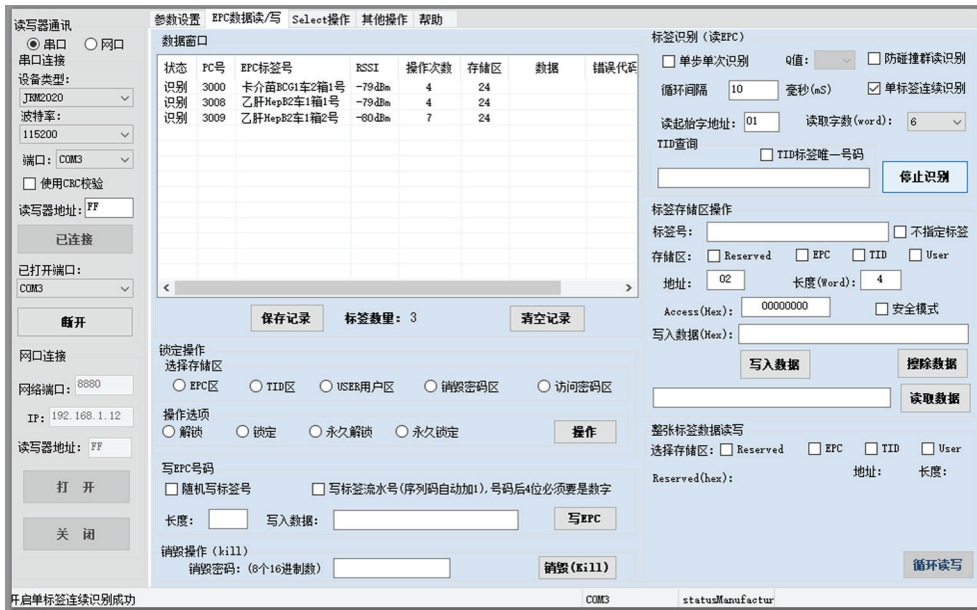 读写器通讯
串口 网口
串口连接
设备类型:
JRM2020
波特率:
115200
端口: COM3
使用CRC校验
读写器地址: FF
已连接
已打开端口:
COM3
断开
网口连接
网络端口: 8880
IP: 192.168.1.12
读写器地址: FF
打 开
关 闭
参数设置 EPC数据读/写 Select操作 其他操作 帮助
数据窗口
状态 PC号 EPC标签号 RSSI 操作次数 存储区 数据 错误代码
识别 3000 卡介苗BCG1车2箱1号 -79dBm 4 24
识别 3008 乙肝HepB2车1箱1号 -79dBm 4 24
识别 3009 乙肝HepB2车1箱2号 -80dBm 7 24
保存记录 标签数量: 3 清空记录
锁定操作
选择存储区
EPC区 TID区 USER用户区 销毁密码区 访问密码区
操作选项
解锁 锁定 永久解锁 永久锁定 操作
写EPC号码
随机写标签号 写标签流水号(序列码自动加1),号码后4位必须要是数字
长度: 写入数据: 写EPC
销毁操作 (kill)
销毁密码: (8个16进制数) 销毁(Kill)
标签识别 (读EPC)
单步单次识别 Q值: 防碰撞群读识别
循环间隔 10 毫秒(mS) 单标签连续识别
读起始字地址: 01 读取字数(word): 6
TID查询
TID标签唯一号码
停止识别
标签存储区操作
标签号: 不指定标签
存储区: Reserved EPC TID User
地址: 02 长度(Word): 4
Access(Hex): 00000000 安全模式
写入数据(Hex):
写入数据 擦除数据
读取数据
整张标签数据读写
选择存储区: Reserved EPC TID User
Reserved(hex): 地址: 长度:
循环读写
开启单标签连续识别成功 COM3 statusManufactur